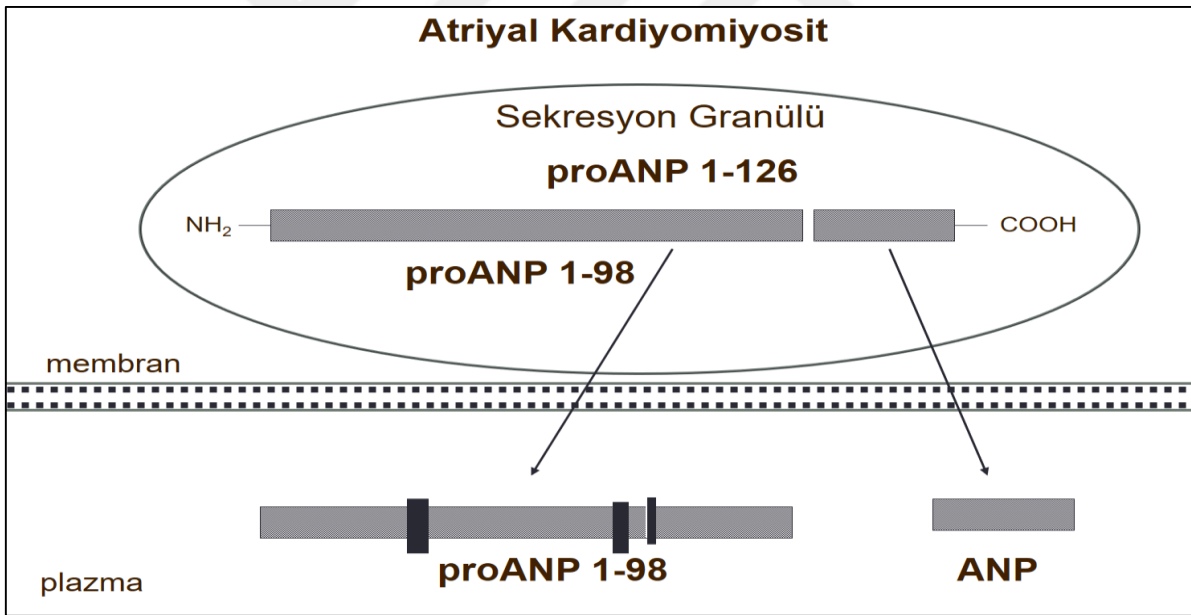 Atriyal Kardiyomiyosit
Sekresyon Granülü
proANP 1-126
NH₂
COOH
proANP 1-98
membran
proANP 1-98
ANP
plazma